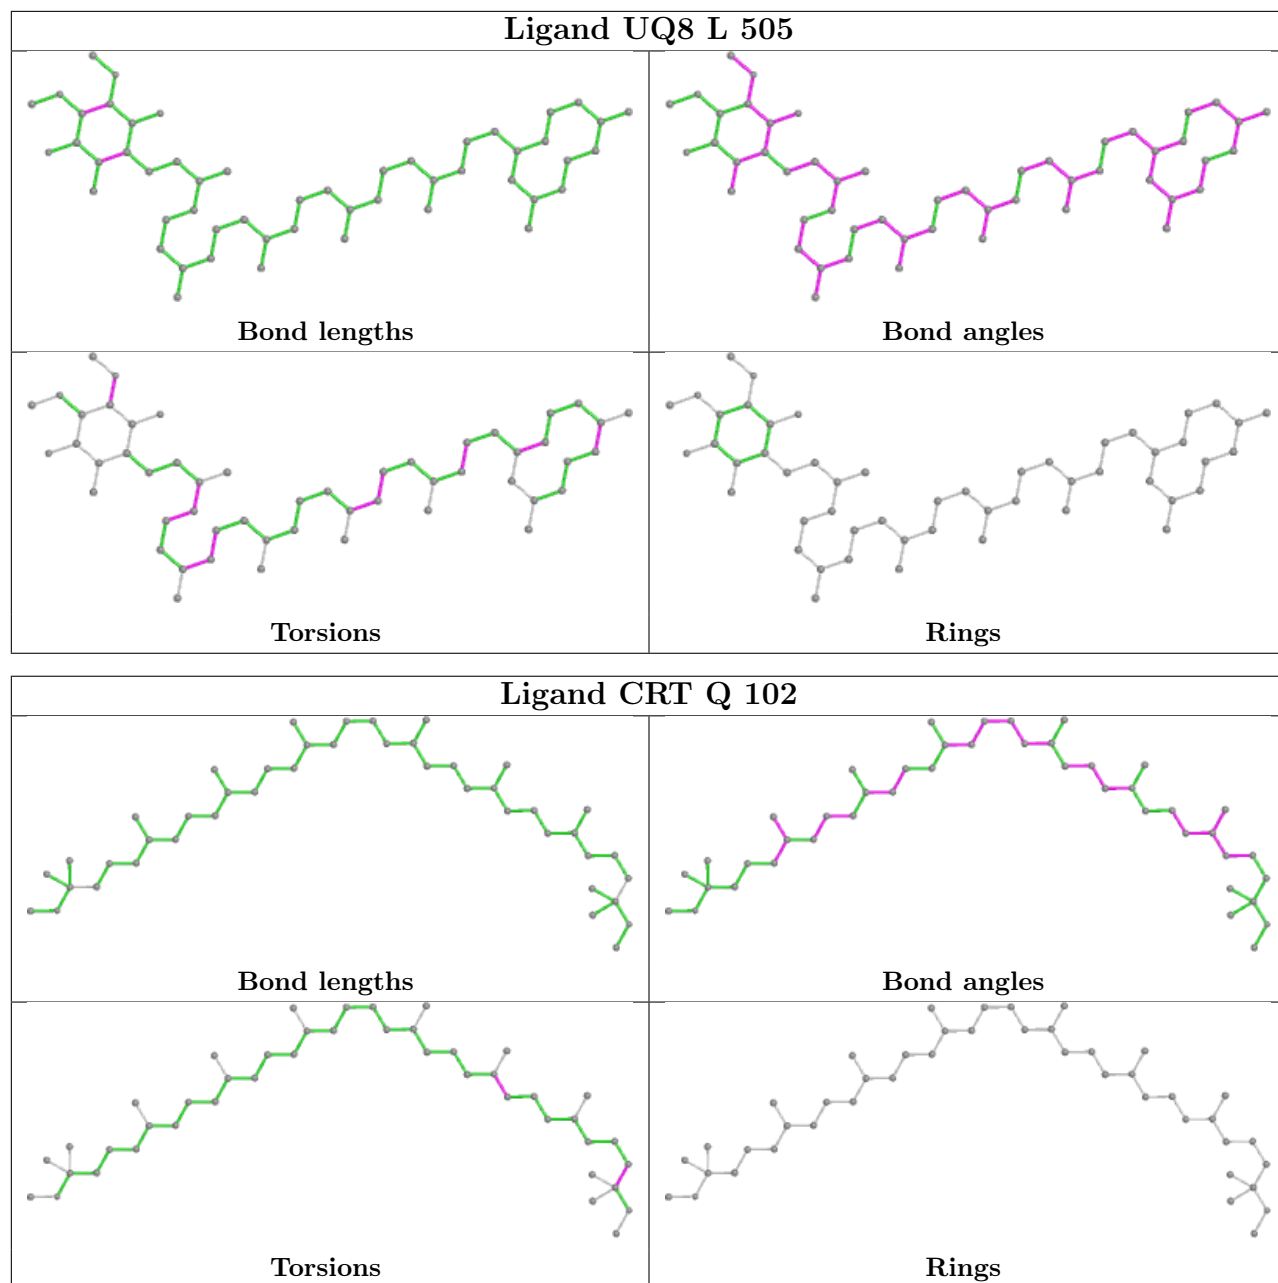 Ligand UQ8 L 505
Bond lengths
Bond angles
Torsions
Rings
Ligand CRT Q 102
Bond lengths
Bond angles
Torsions
Rings